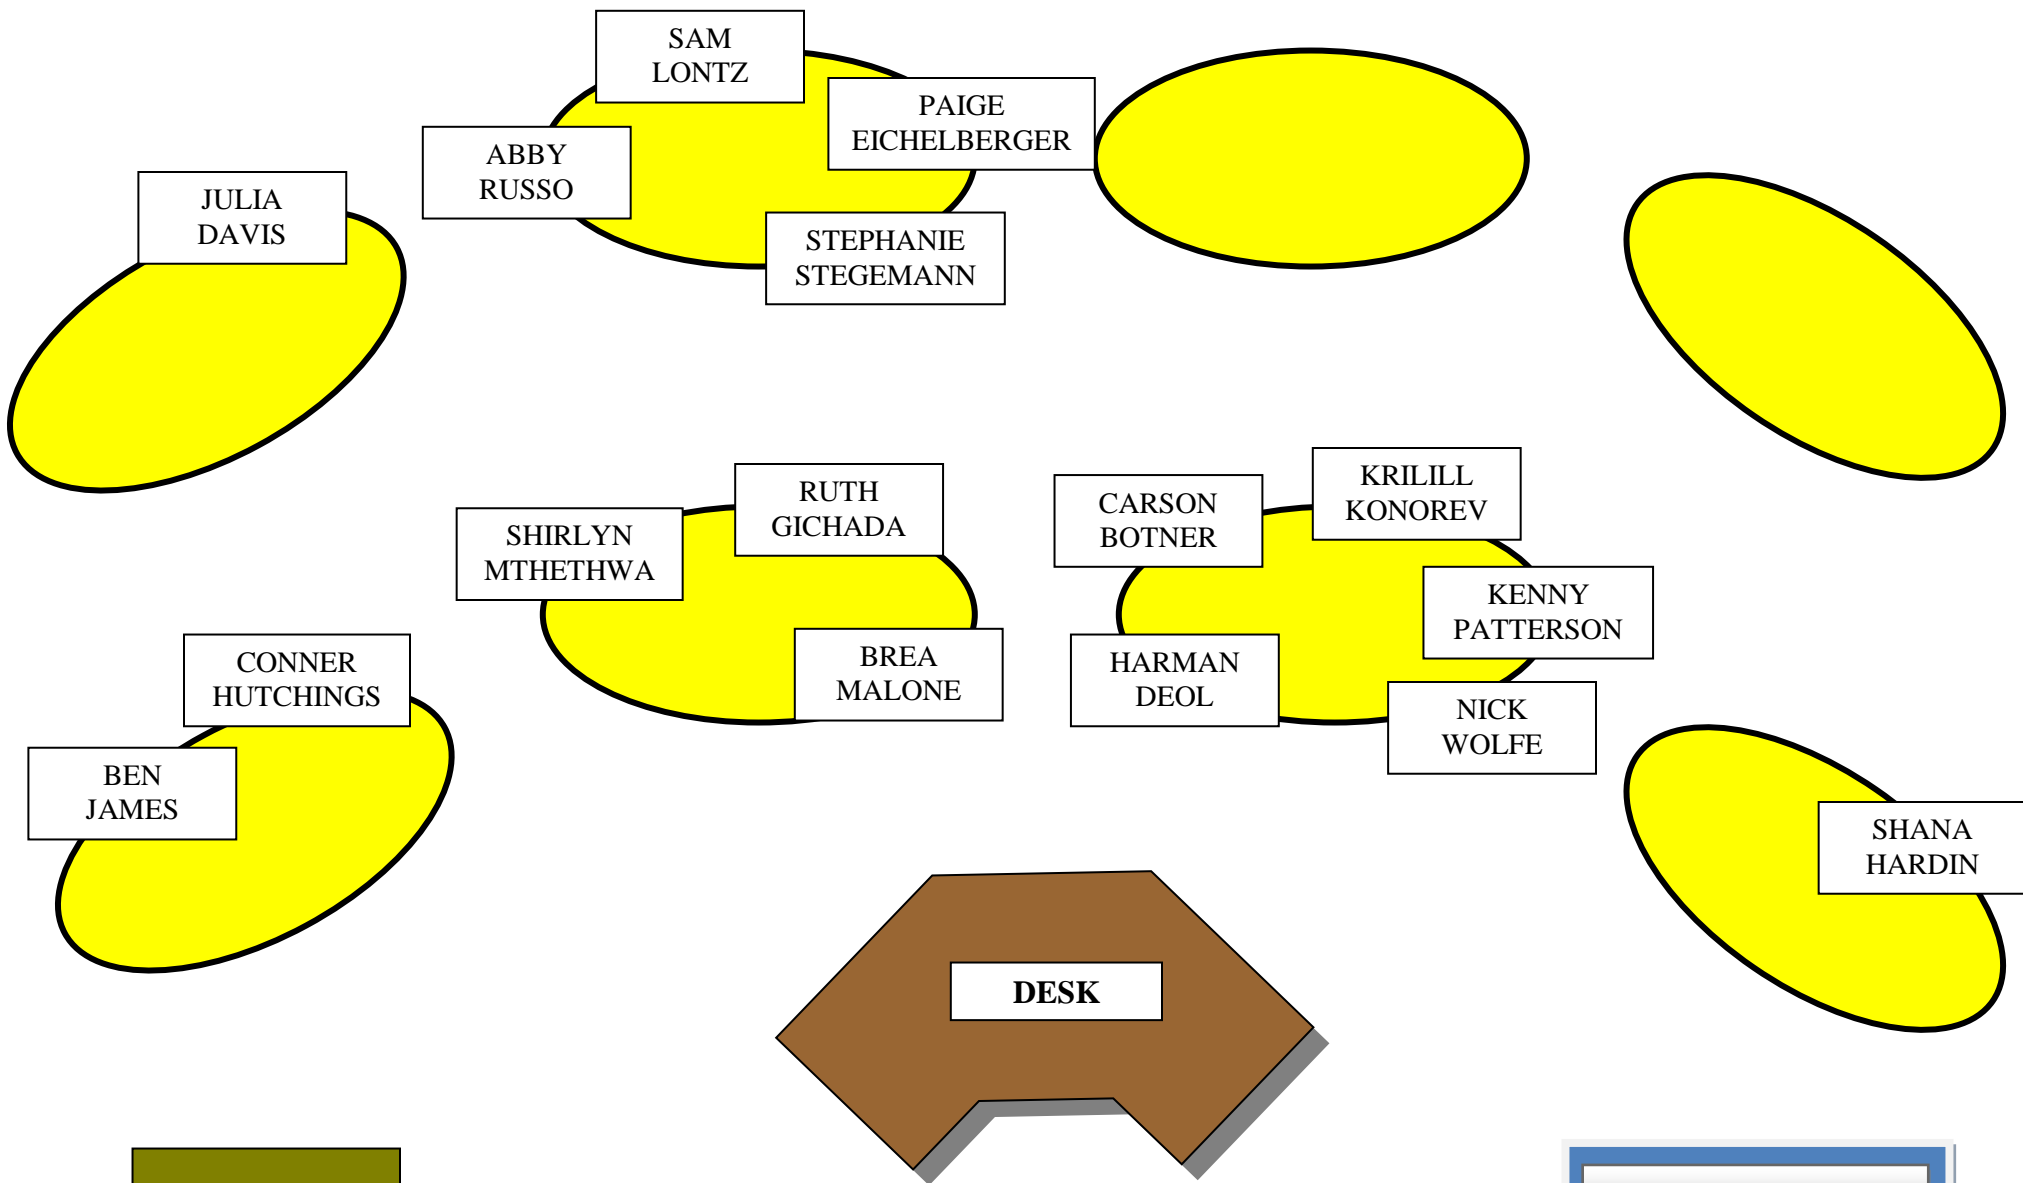 SAM
LONTZ
PAIGE
EICHELBERGER
ABBY
RUSSO
STEPHANIE
STEGEMANN
JULIA
DAVIS
RUTH
GICHADA
SHIRLYN
MTHETHWA
BREA
MALONE
CARSON
BOTNER
KRILILL
KONOREV
KENNY
PATTERSON
HARMAN
DEOL
NICK
WOLFE
CONNER
HUTCHINGS
BEN
JAMES
SHANA
HARDIN
DESK